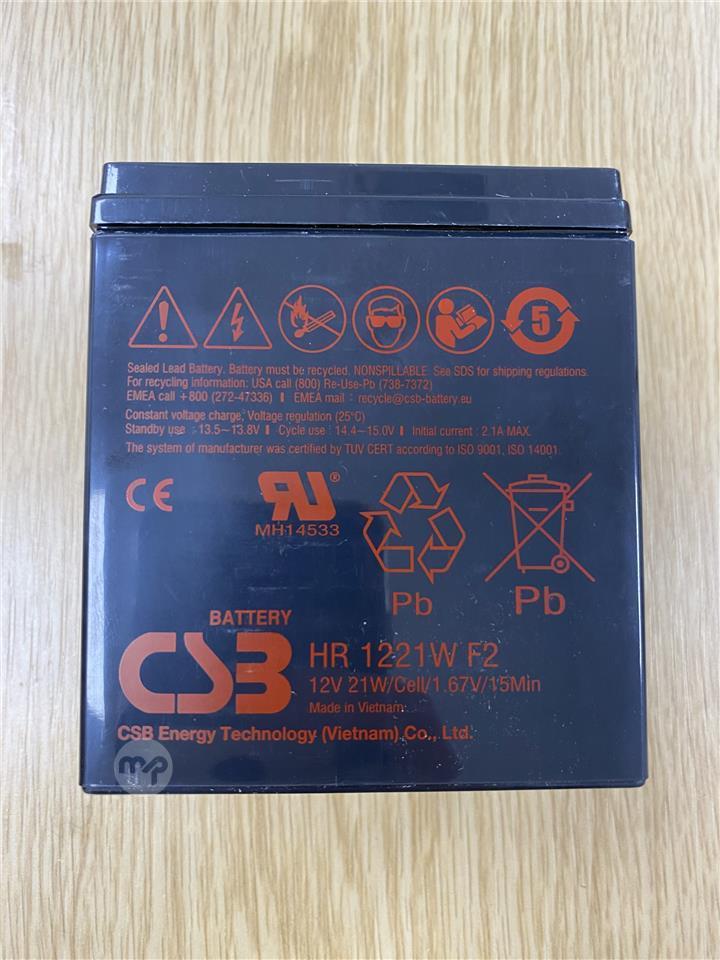 5
Sealed Lead Battery. Battery must be recycled. NONSPILLABLE. See SDS for shipping regulations.
For recycling information: USA call (800) Re-Use-Pb (738-7372)
EMEA call +800 (272-47336) I EMEA mail : recycle@csb-battery.eu
Constant voltage charge, Voltage regulation (25°C)
Standby use : 13.5~13.8V I Cycle use : 14.4~15.0V I Initial current : 2.1A MAX.
The system of manufacturer was certified by TUV CERT according to ISO 9001, ISO 14001.
CE
RU®
MH14533
Pb
Pb
BATTERY
CSB
HR 1221W F2
12V 21W/Cell/1.67V/15Min
Made in Vietnam
CSB Energy Technology (Vietnam) Co., Ltd.
mp